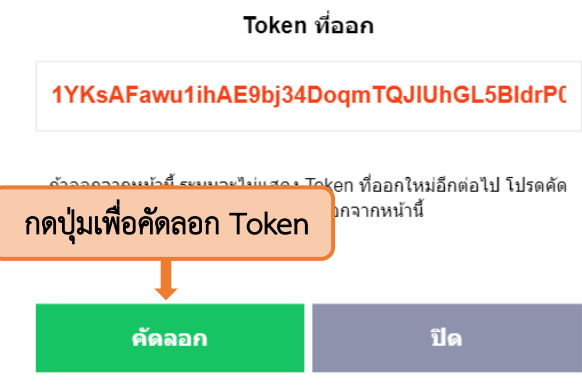 Token ที่ออก
1YKsAFawu1ihAE9bj34DoqmTQJIUhGL5BIdrP
ถ้าออกจากหน้านี้ ระบบจะไม่แสดง Token ที่ออกใหม่อีกต่อไป โปรดคัด
กจากหน้านี้
กดปุ่มเพื่อคัดลอก Token
คัดลอก
ปิด